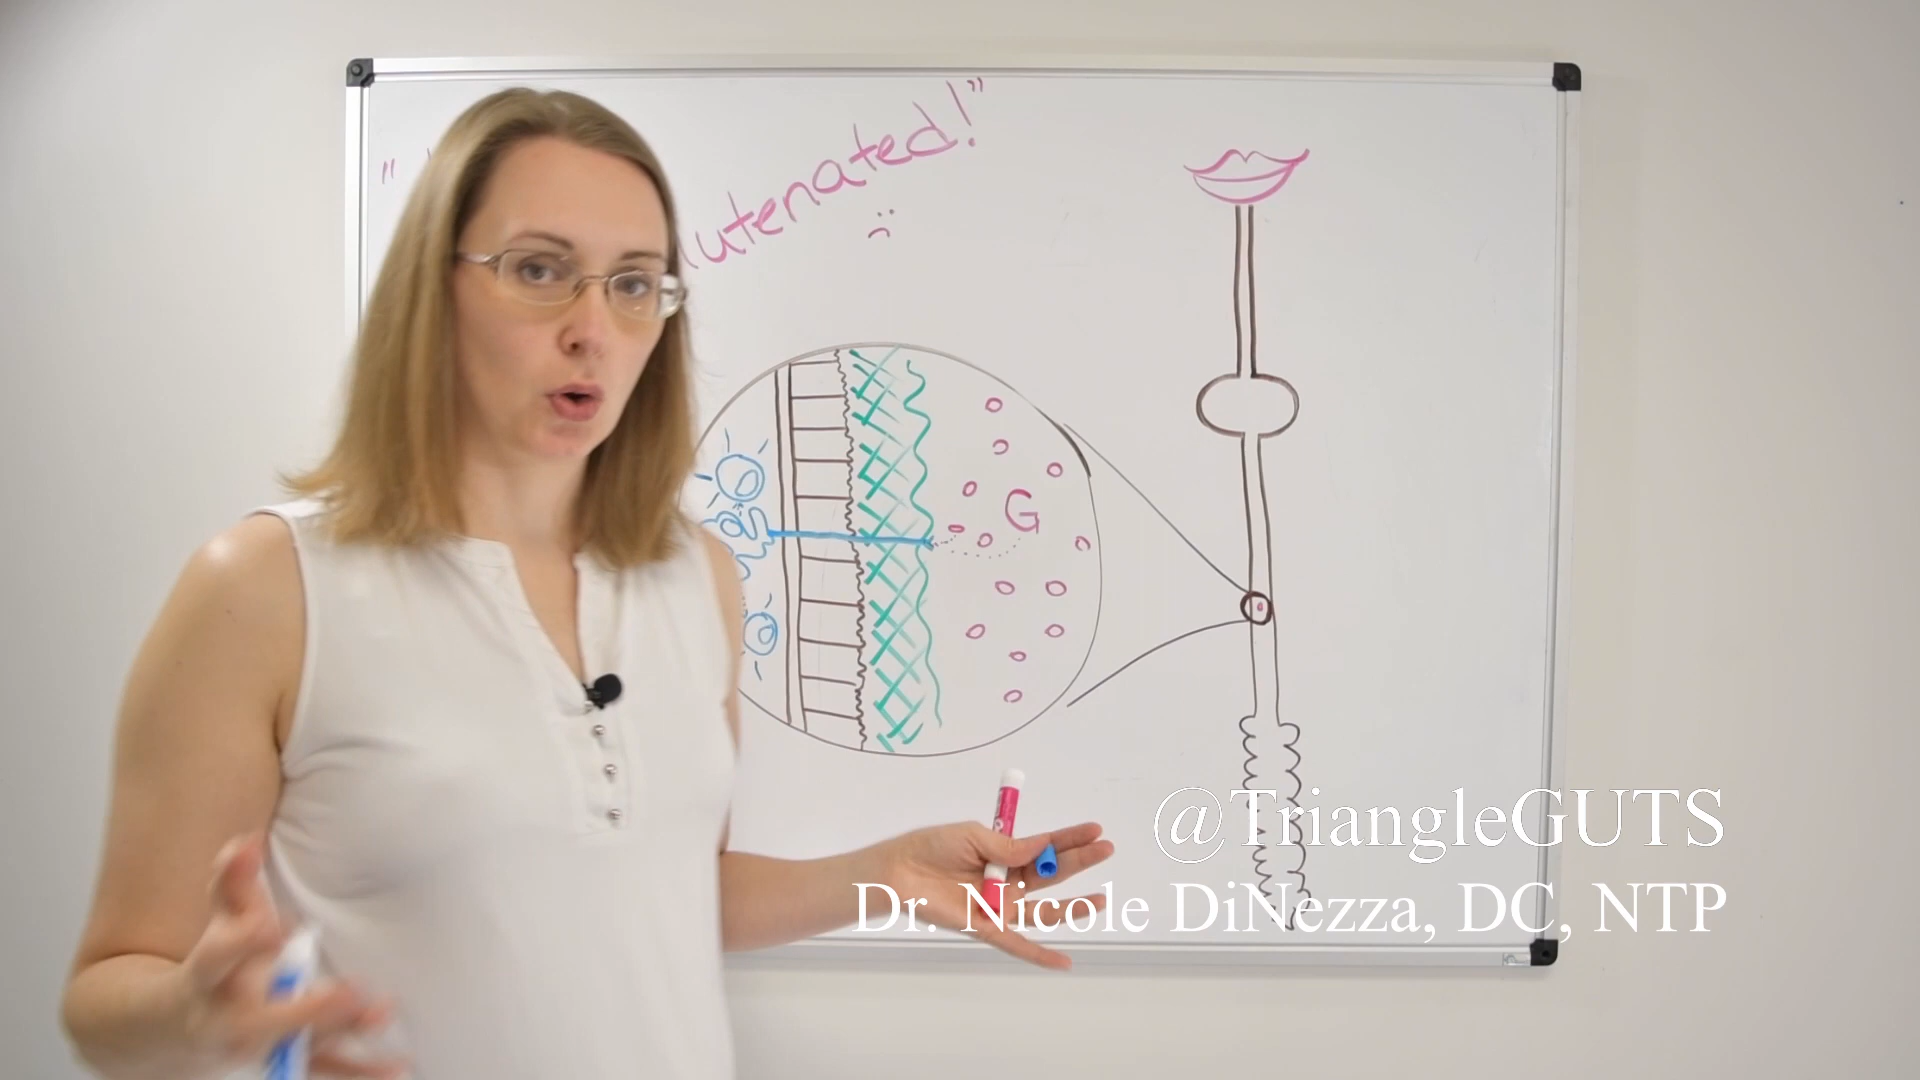 " lutenated!"
G
@TriangleGUTS
Dr. Nicole DiNezza, DC, NTP